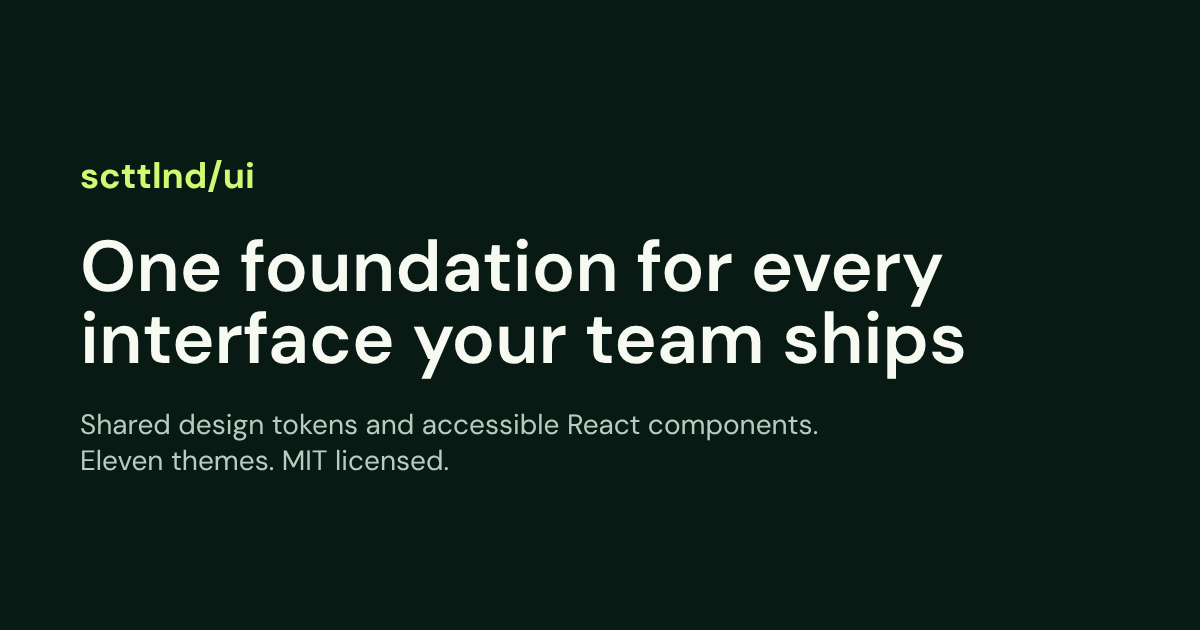 scttlnd/ui
One foundation for every
interface your team ships
Shared design tokens and accessible React components.
Eleven themes. MIT licensed.